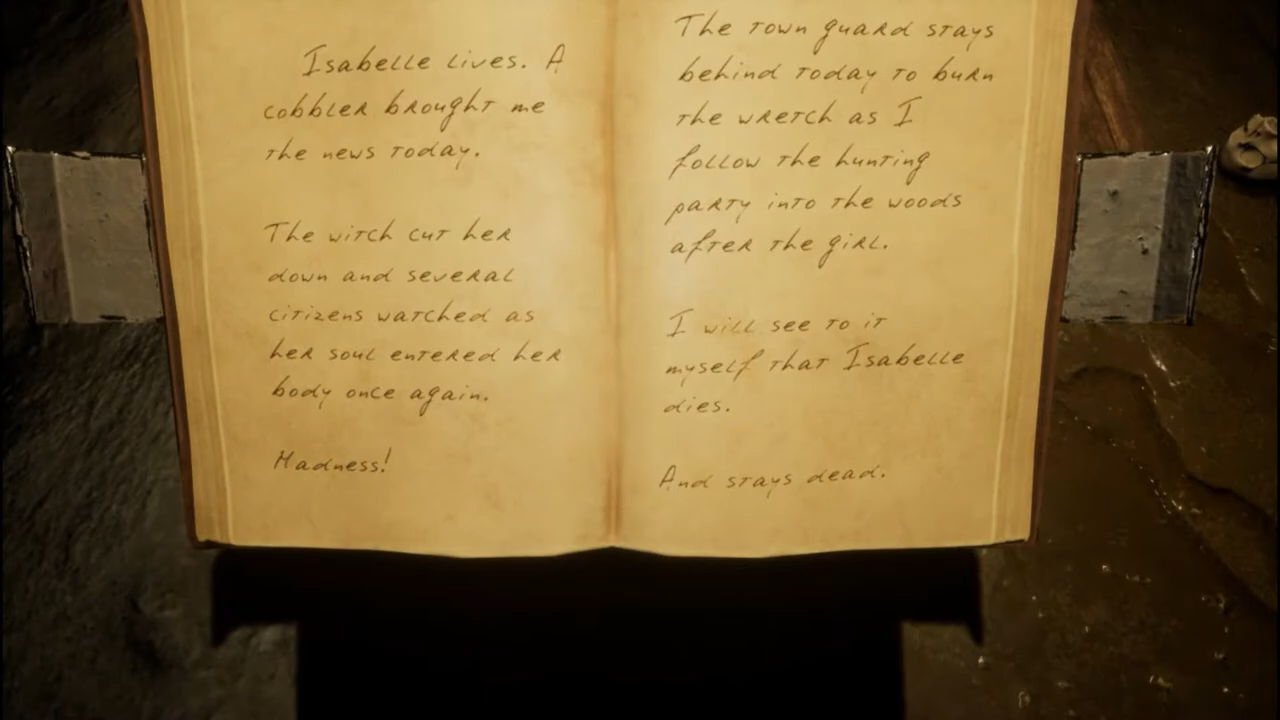 Isabelle lives. A
cobbler brought me
the news today.
The witch cut her
down and several
citizens watched as
her soul entered her
body once again.
Madness!
The town guard stays
behind today to burn
the wretch as I
follow the hunting
party into the woods
after the girl.
I will see to it
myself that Isabelle
dies.
And stays dead.